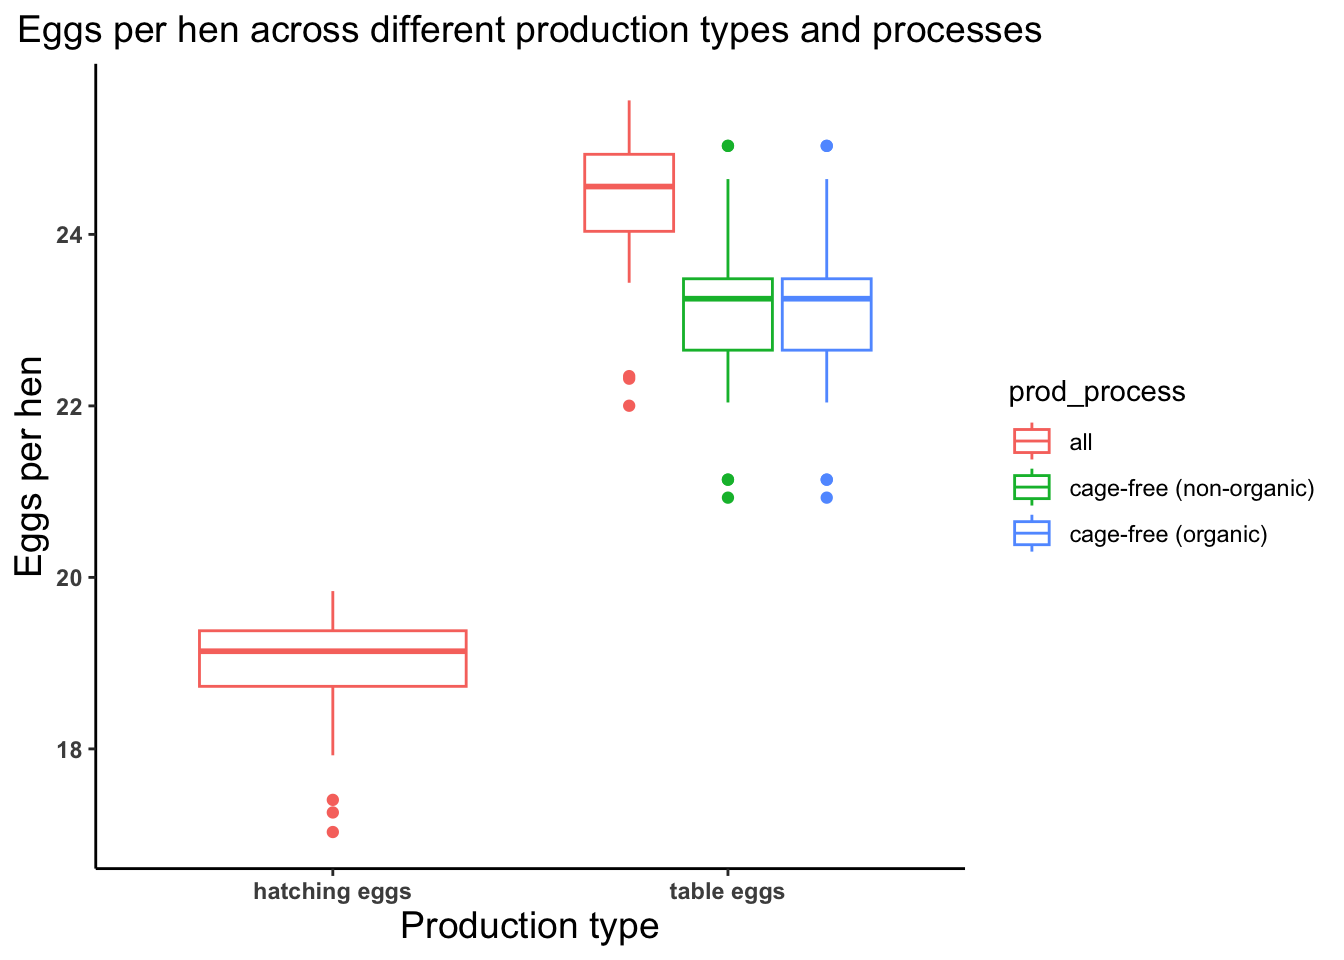 Eggs per hen across different production types and processes
Eggs per hen
24
22
20
18
hatching eggs
table eggs
Production type
prod_process
all
cage-free (non-organic)
cage-free (organic)